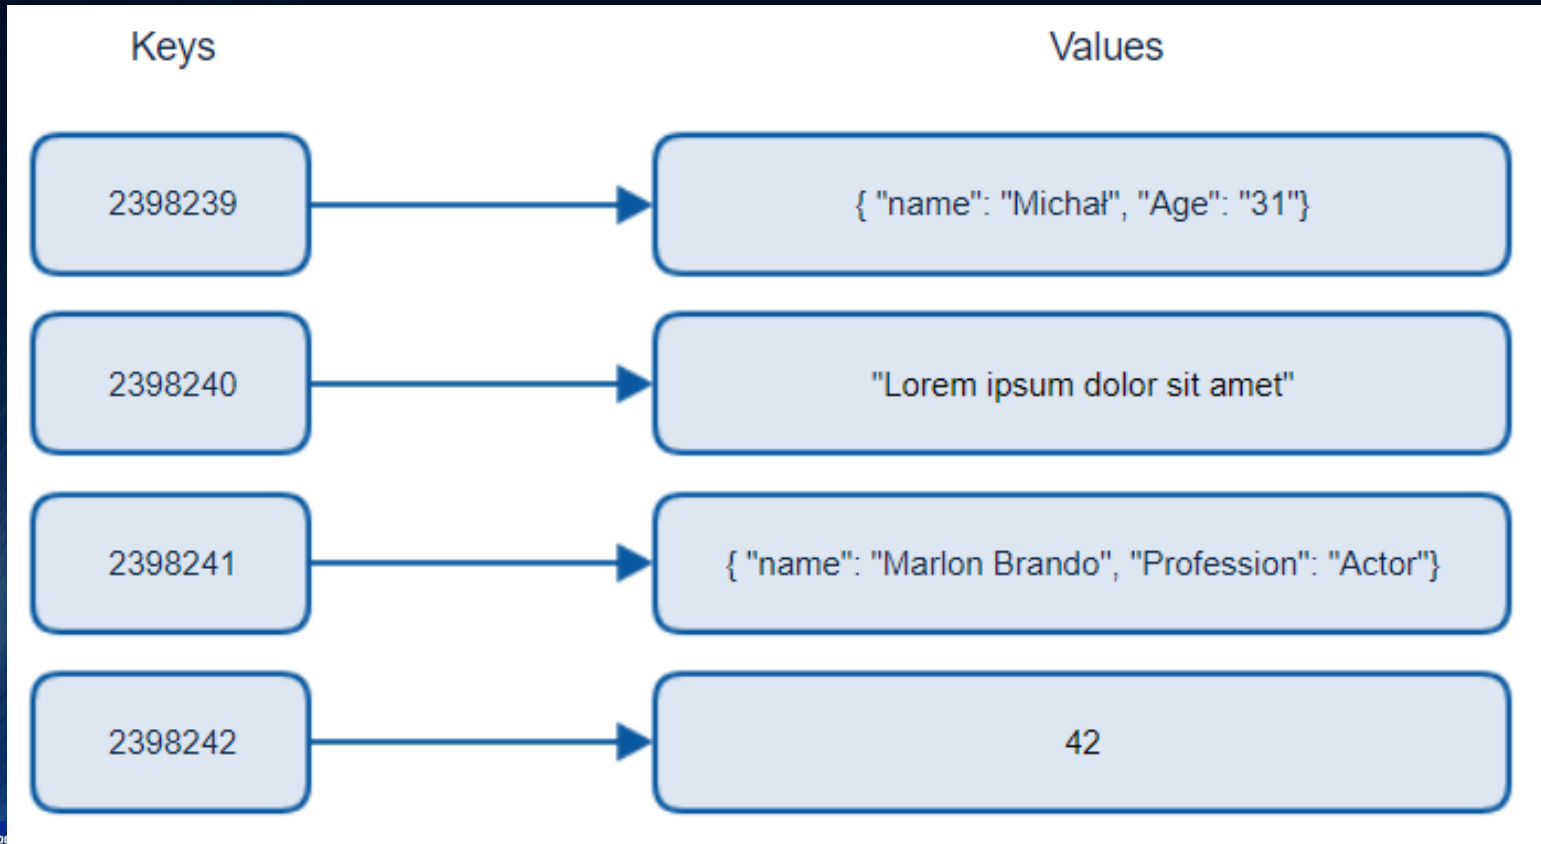 Keys Values
2398239 { "name": "Michał", "Age": "31"}
2398240 "Lorem ipsum dolor sit amet"
2398241 { "name": "Marlon Brando", "Profession": "Actor"}
2398242 42